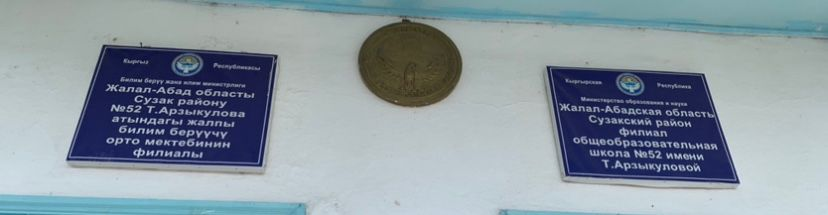 Кыргыз Республикасы
Билим берүү жана илим министрлиги
Жалал-Абад областы
Сузак району
№52 Т.Арзыкулова
атындагы жалпы
билим берүүчү
орто мектебинин
филиалы
Кыргызская Республика
Министерство образования и науки
Жалал-Абадская область
Сузакский район
филиал
общеобразовательная
школа №52 имени
Т.Арзыкуловой